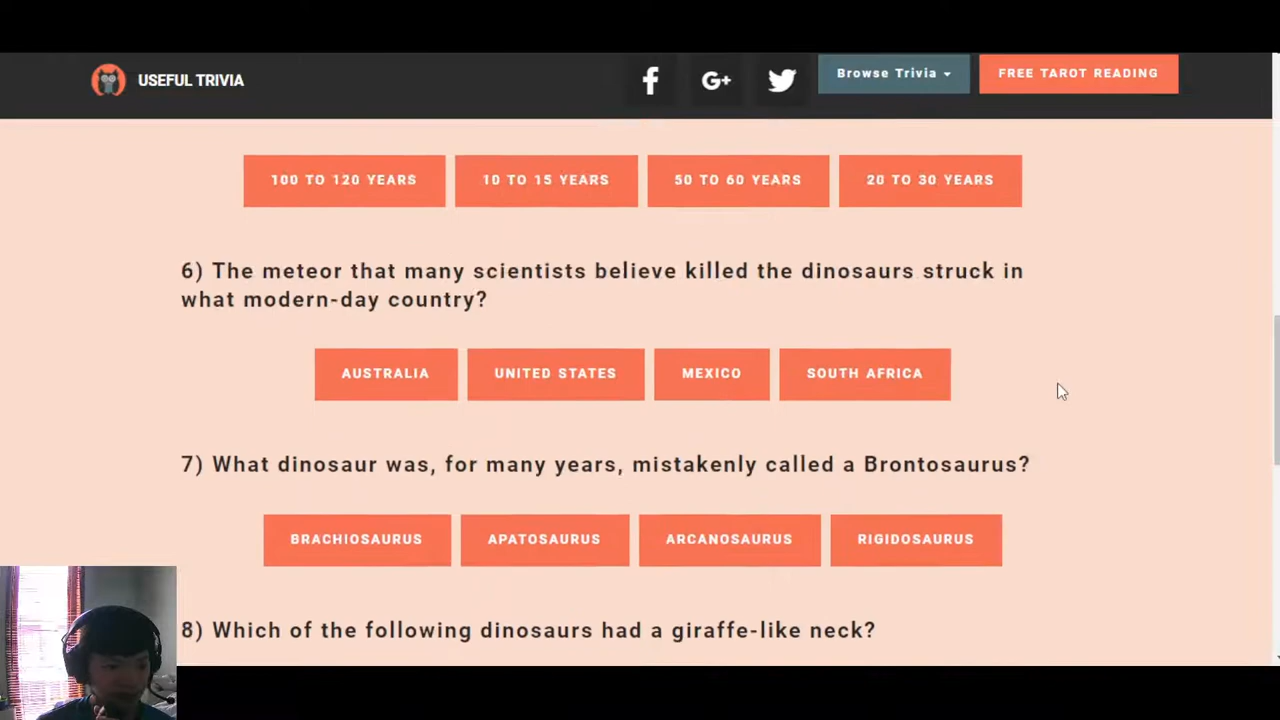 USEFUL TRIVIA
Browse Trivia
FREE TAROT READING
100 TO 120 YEARS
10 TO 15 YEARS
50 TO 60 YEARS
20 TO 30 YEARS
6) The meteor that many scientists believe killed the dinosaurs struck in
what modern-day country?
AUSTRALIA
UNITED STATES
MEXICO
SOUTH AFRICA
7) What dinosaur was, for many years, mistakenly called a Brontosaurus?
BRACHIOSAURUS
APATOSAURUS
ARCANOSAURUS
RIGIDOSAURUS
8) Which of the following dinosaurs had a giraffe-like neck?